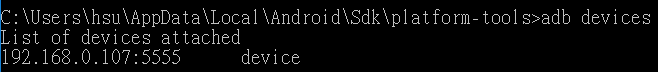 C:\Users\hsu\AppData\Local\Android\Sdk\platform-tools>adb devices
List of devices attached
192.168.0.107:5555      device